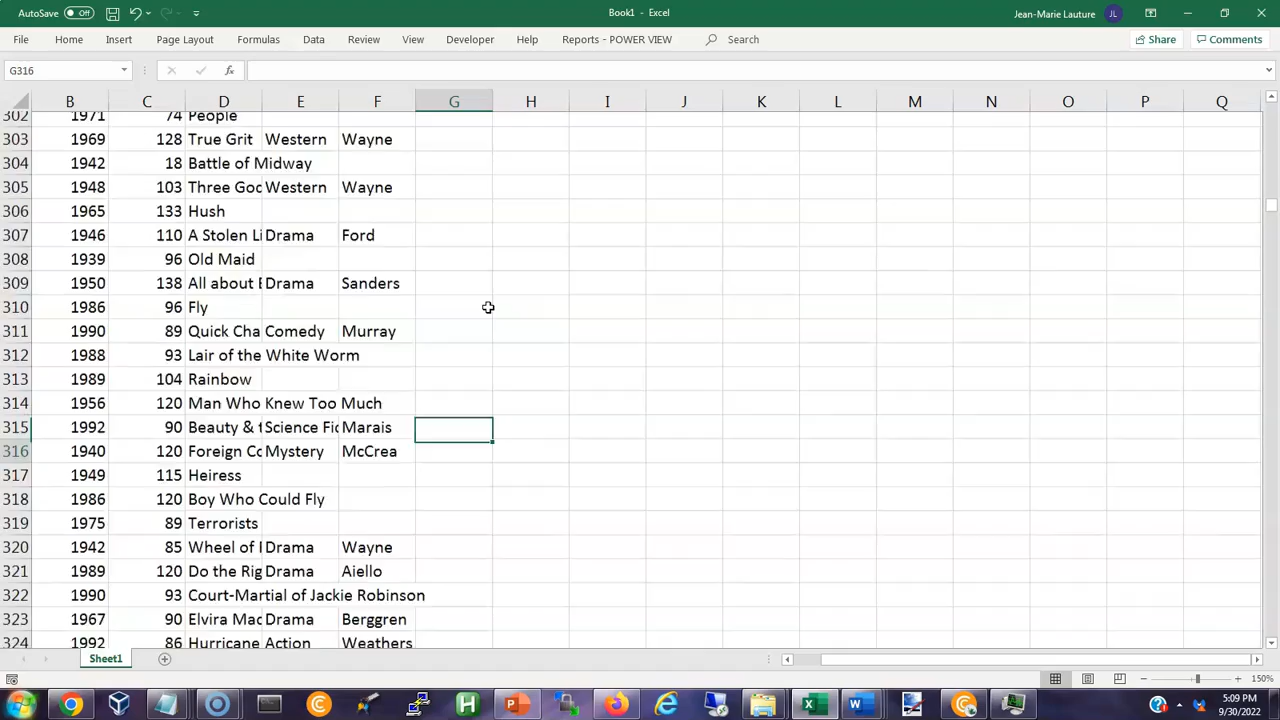 AutoSave Off Book1 - Excel Jean-Marie Lauture JL
File Home Insert Page Layout Formulas Data Review View Developer Help Reports - POWER VIEW Search Share Comments
G316 fx
B C D E F G H I J K L M N O P Q
302 1971 74 People
303 1969 128 True Grit Western Wayne
304 1942 18 Battle of Midway
305 1948 103 Three Goc Western Wayne
306 1965 133 Hush
307 1946 110 A Stolen Li Drama Ford
308 1939 96 Old Maid
309 1950 138 All about E Drama Sanders
310 1986 96 Fly
311 1990 89 Quick Cha Comedy Murray
312 1988 93 Lair of the White Worm
313 1989 104 Rainbow
314 1956 120 Man Who Knew Too Much
315 1992 90 Beauty & t Science Fic Marais
316 1940 120 Foreign Co Mystery McCrea
317 1949 115 Heiress
318 1986 120 Boy Who Could Fly
319 1975 89 Terrorists
320 1942 85 Wheel of F Drama Wayne
321 1989 120 Do the Rig Drama Aiello
322 1990 93 Court-Martial of Jackie Robinson
323 1967 90 Elvira Mac Drama Berggren
324 1992 86 Hurricane Action Weathers
Sheet1
150%
5:09 PM
9/30/2022